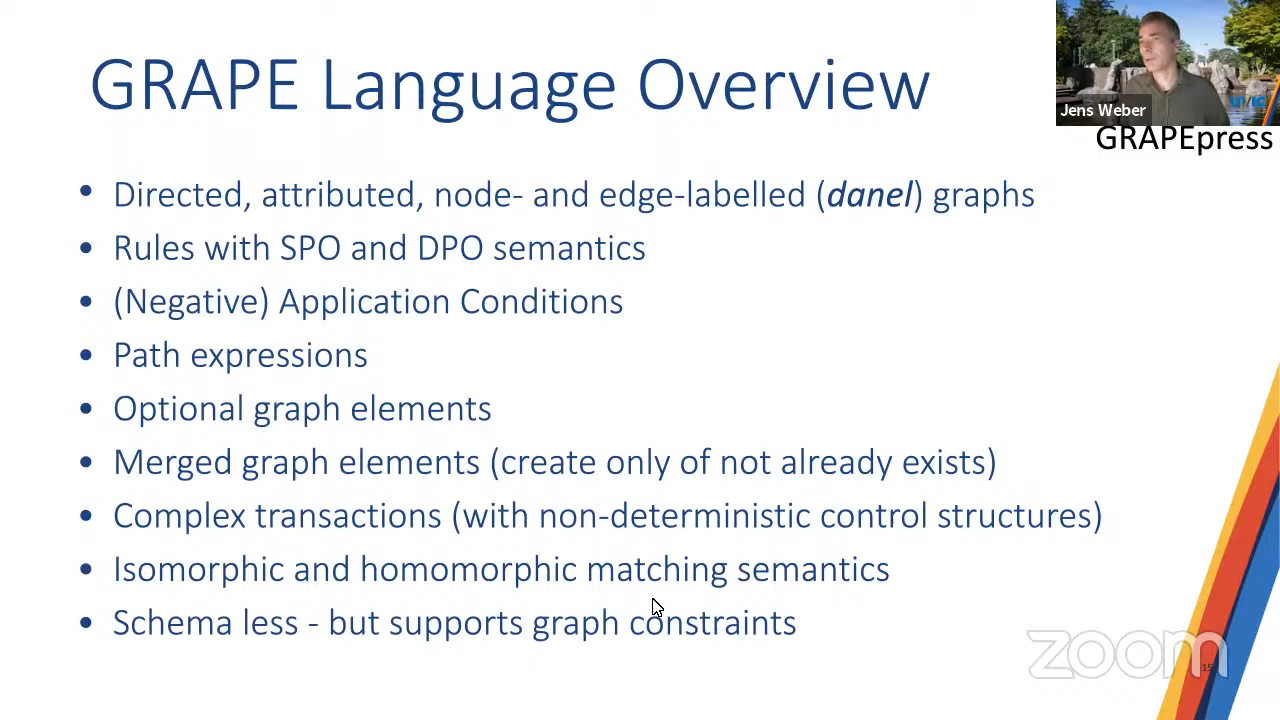 GRAPE Language Overview
Jens Weber
uvic
GRAPEpress
• Directed, attributed, node- and edge-labelled (danel) graphs
• Rules with SPO and DPO semantics
• (Negative) Application Conditions
• Path expressions
• Optional graph elements
• Merged graph elements (create only of not already exists)
• Complex transactions (with non-deterministic control structures)
• Isomorphic and homomorphic matching semantics
• Schema less - but supports graph constraints
zoom
15